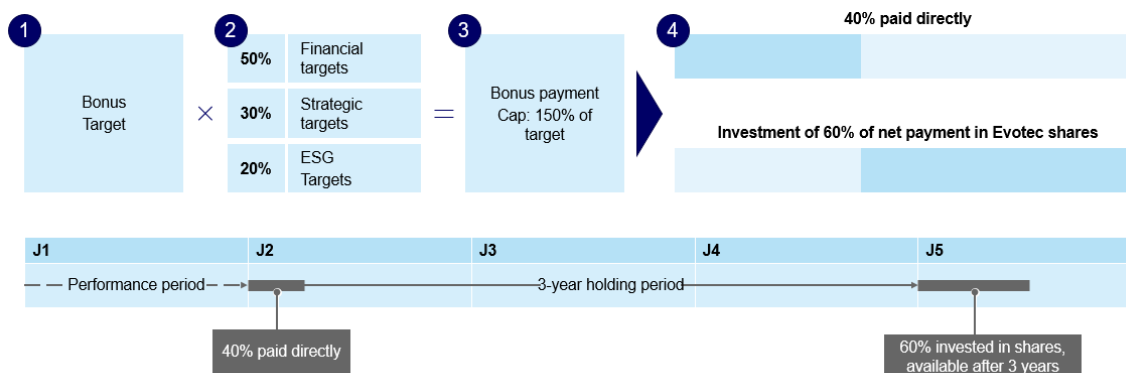 1
2
3
4
40% paid directly
Bonus
Target
×
50%
Financial
targets
30%
Strategic
targets
20%
ESG
Targets
=
Bonus payment
Cap: 150% of
target
Investment of 60% of net payment in Evotec shares
J1
J2
J3
J4
J5
Performance period
3-year holding period
40% paid directly
60% invested in shares,
available after 3 years